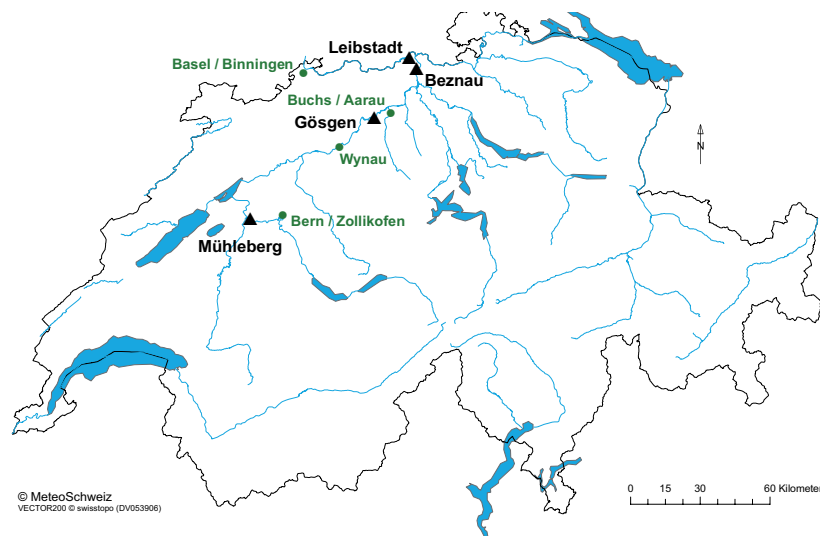 Leibstadt
Basel / Binningen
Beznau
Buchs / Aarau
Gösgen
N
Wynau
Bern / Zollikofen
Mühleberg
© MeteoSchweiz
VECTOR200 © swisstopo (DV053906)
0 15 30 60 Kilometer